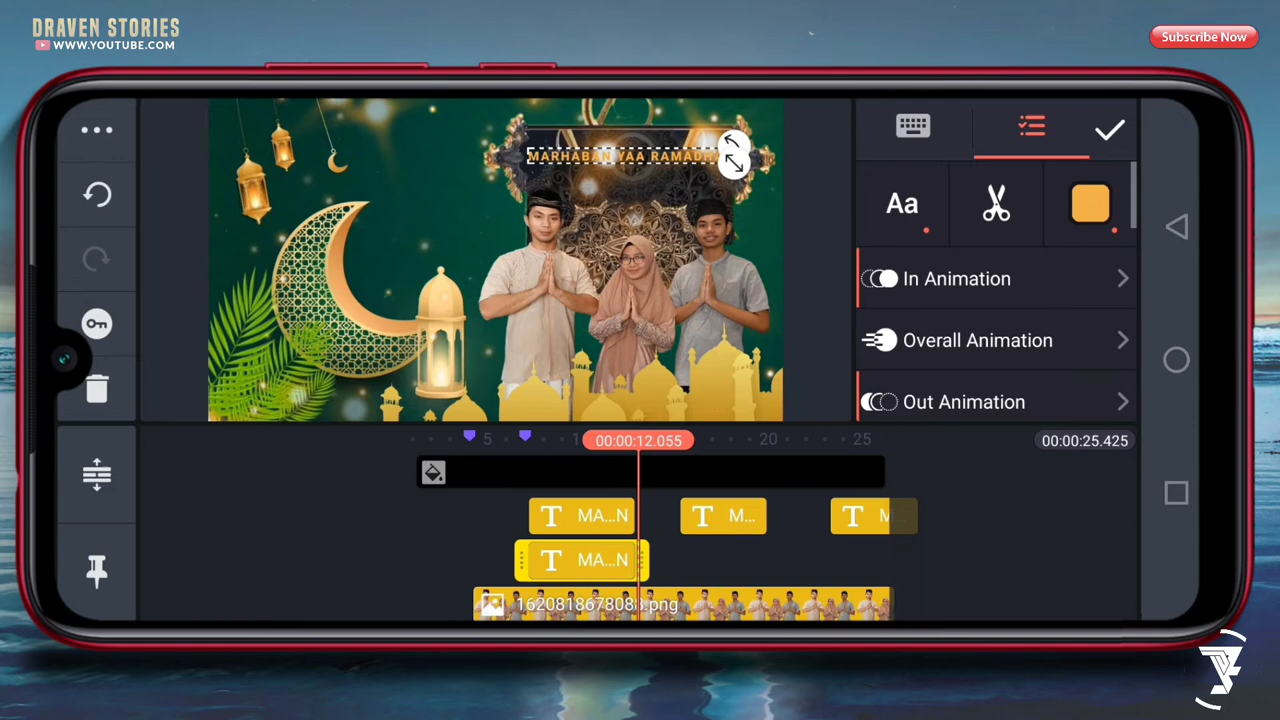 DRAVEN STORIES
WWW.YOUTUBE.COM
Subscribe Now
MARHABAN YAA RAMADHA
Aa
In Animation
Overall Animation
Out Animation
5
00:00:12.055
20
25
00:00:25.425
T MA...N
T M...
T M
T MA...N
1620818678088.png